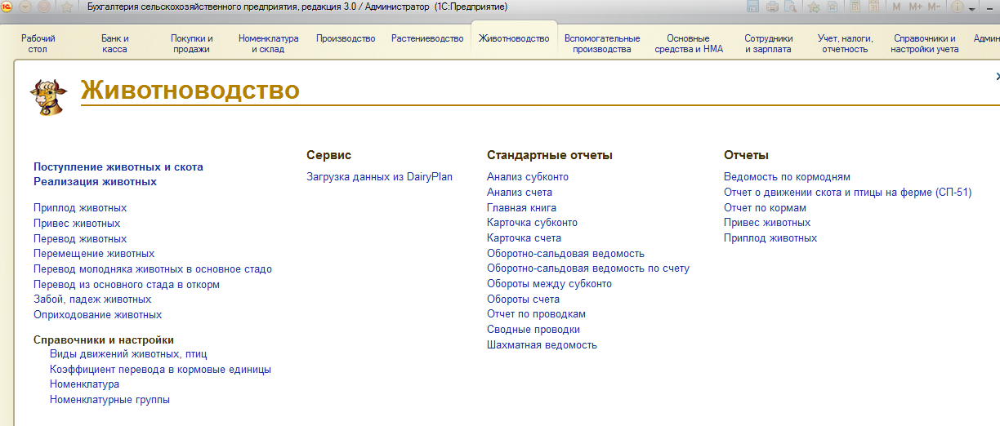 Бухгалтерия сельскохозяйственного предприятия, редакция 3.0 / Администратор (1С:Предприятие)
M M+ M-
Рабочий стол
Банк и касса
Покупки и продажи
Номенклатура и склад
Производство
Растениеводство
Животноводство
Вспомогательные производства
Основные средства и НМА
Сотрудники и зарплата
Учет, налоги, отчетность
Справочники и настройки учета
Админ
Животноводство
Поступление животных и скота
Реализация животных
Приплод животных
Привес животных
Перевод животных
Перемещение животных
Перевод молодняка животных в основное стадо
Перевод из основного стада в откорм
Забой, падеж животных
Оприходование животных
Справочники и настройки
Виды движений животных, птиц
Коэффициент перевода в кормовые единицы
Номенклатура
Номенклатурные группы
Сервис
Загрузка данных из DairyPlan
Стандартные отчеты
Анализ субконто
Анализ счета
Главная книга
Карточка субконто
Карточка счета
Оборотно-сальдовая ведомость
Оборотно-сальдовая ведомость по счету
Обороты между субконто
Обороты счета
Отчет по проводкам
Сводные проводки
Шахматная ведомость
Отчеты
Ведомость по кормодням
Отчет о движении скота и птицы на ферме (СП-51)
Отчет по кормам
Привес животных
Приплод животных